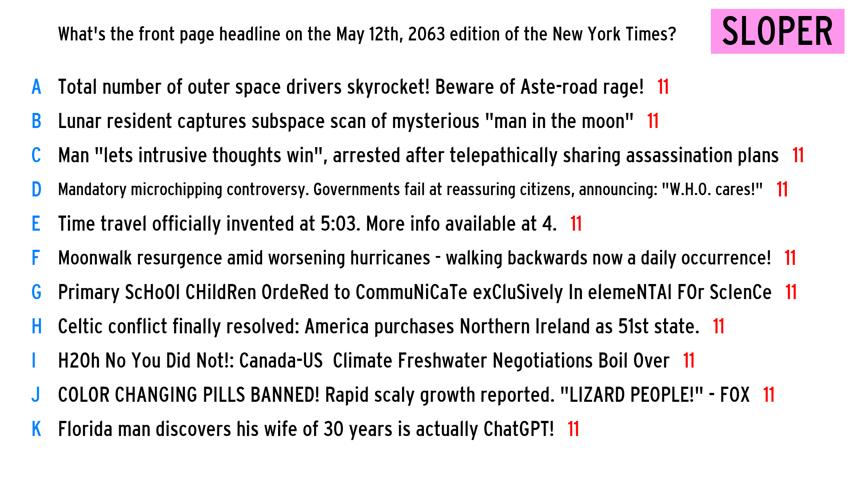 What's the front page headline on the May 12th, 2063 edition of the New York Times?
SLOPER
A Total number of outer space drivers skyrocket! Beware of Aste-road rage! 11
B Lunar resident captures subspace scan of mysterious "man in the moon" 11
C Man "lets intrusive thoughts win", arrested after telepathically sharing assassination plans 11
D Mandatory microchipping controversy. Governments fail at reassuring citizens, announcing: "W.H.O. cares!" 11
E Time travel officially invented at 5:03. More info available at 4. 11
F Moonwalk resurgence amid worsening hurricanes - walking backwards now a daily occurrence! 11
G Primary ScHoOl CHildRen OrdeRed to CommuNiCaTe exCluSively In elemeNTAl FOr ScIenCe 11
H Celtic conflict finally resolved: America purchases Northern Ireland as 51st state. 11
I H2Oh No You Did Not!: Canada-US Climate Freshwater Negotiations Boil Over 11
J COLOR CHANGING PILLS BANNED! Rapid scaly growth reported. "LIZARD PEOPLE!" - FOX 11
K Florida man discovers his wife of 30 years is actually ChatGPT! 11